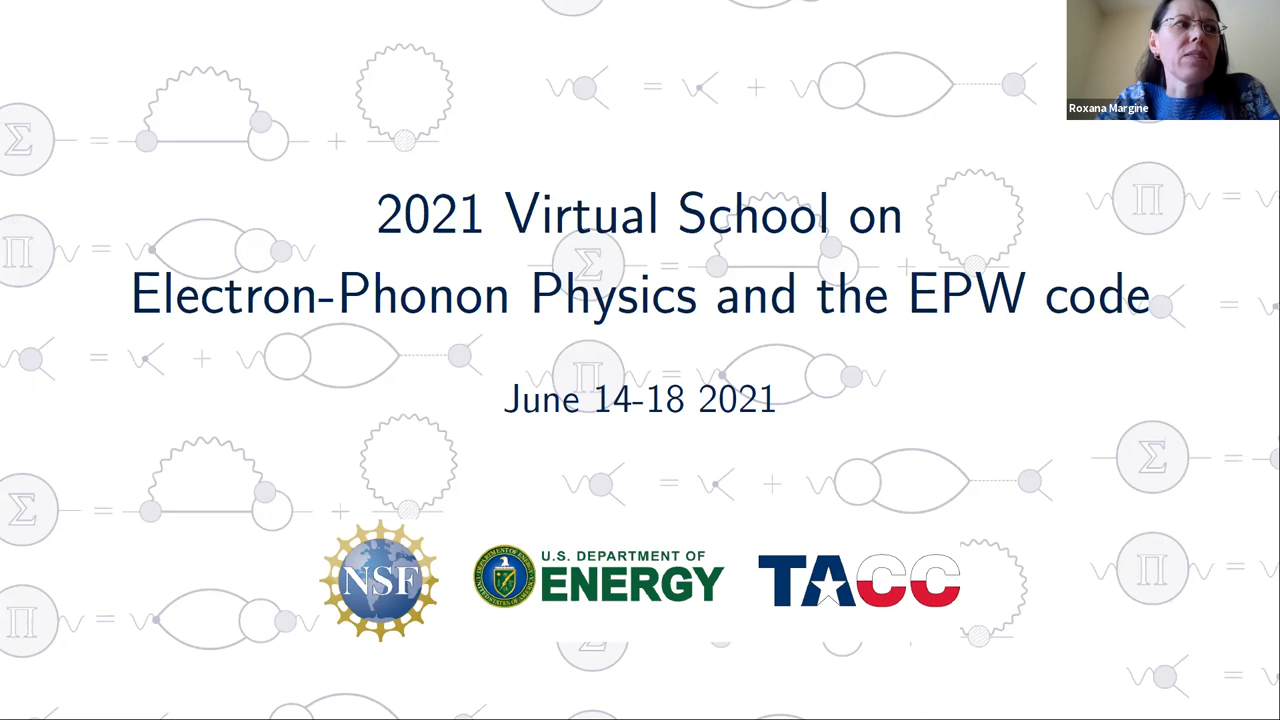 Roxana Margine
2021 Virtual School on
Electron-Phonon Physics and the EPW code
June 14-18 2021
NSF
U.S. DEPARTMENT OF
ENERGY
TACC
Σ
=
+
=
+
Π
=
Π
=
Σ
=
+
Σ
=
+
Π
=
=
+
Π
=
Σ
=
=
+
Σ
=
+
Π
=
Π
=
Σ